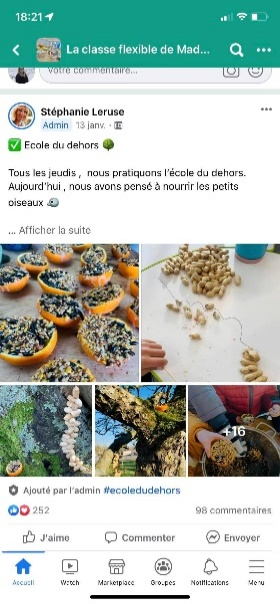 18:21
La classe flexible de Mad...
Votre commentaire...
Stéphanie Leruse
Admin 13 janv. ·
Ecole du dehors
Tous les jeudis , nous pratiquons l'école du dehors.
Aujourd'hui , nous avons pensé à nourrir les petits
oiseaux
... Afficher la suite
+16
Ajouté par l'admin #ecoledudehors
252
98 commentaires
J'aime
Commenter
Envoyer
Accueil
Watch
Marketplace
Groupes
Notifications
Menu